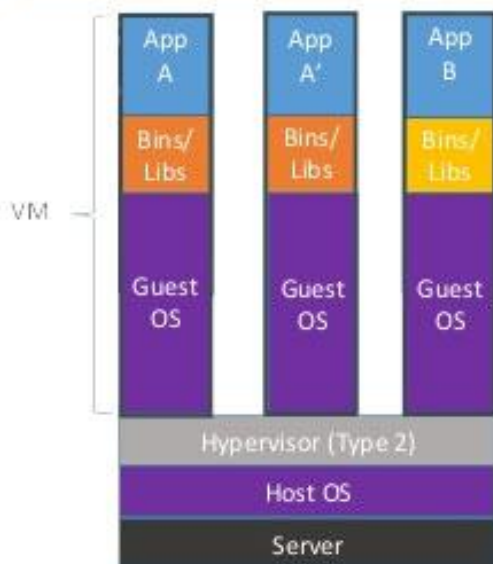 App
A
App
A'
App
B
Bins/
Libs
Bins/
Libs
Bins/
Libs
VM
Guest
OS
Guest
OS
Guest
OS
Hypervisor (Type 2)
Host OS
Server